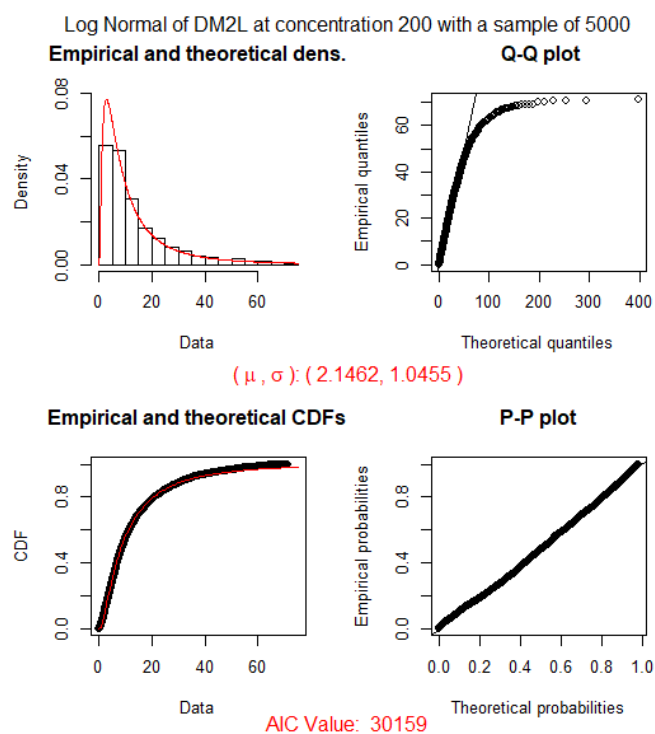 Log Normal of DM2L at concentration 200 with a sample of 5000
Empirical and theoretical dens.
Density
0.00
0.04
0.08
0
20
40
60
Data
Q-Q plot
Empirical quantiles
0
20
40
60
0
100
200
300
400
Theoretical quantiles
( μ , σ ): ( 2.1462, 1.0455 )
Empirical and theoretical CDFs
CDF
0.0
0.4
0.8
0
20
40
60
Data
P-P plot
Empirical probabilities
0.0
0.4
0.8
0.0
0.2
0.4
0.6
0.8
1.0
Theoretical probabilities
AIC Value: 30159